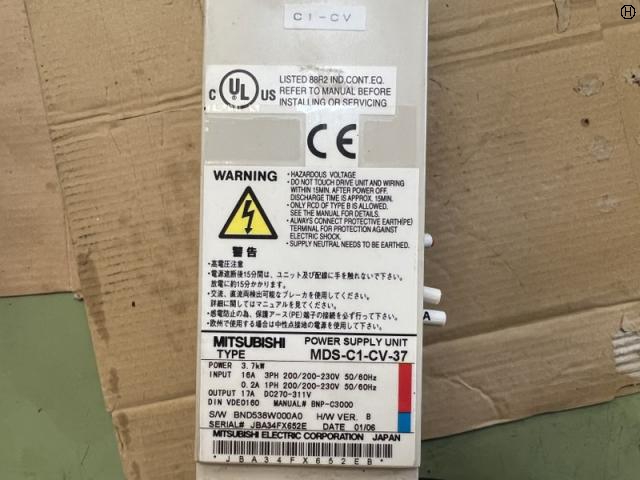 H
C1-CV
C UL US
LISTED 88R2 IND.CONT.EQ.
REFER TO MANUAL BEFORE
INSTALLING OR SERVICING
CE
WARNING
• HAZARDOUS VOLTAGE
• DO NOT TOUCH DRIVE UNIT AND WIRING
WITHIN 15MIN. AFTER POWER OFF.
DISCHARGE TIME IS APPROX. 15MIN.
• ONLY RCD OF TYPE B IS ALLOWED.
SEE THE MANUAL FOR DETAILS.
• ALWAYS CONNECT PROTECTIVE EARTH(PE)
TERMINAL FOR PROTECTION AGAINST
ELECTRIC SHOCK.
• SUPPLY NEUTRAL NEEDS TO BE EARTHED.
警告
• 高電圧注意
• 電源遮断後15分間は、ユニット及び配線に手を触れないで下さい。
放電に約15分かかります。
• 交流、直流両検出可能なブレーカを使用してください。
詳細に関してはマニュアルを見てください。
• 感電防止の為、保護アース(PE)端子の接続を必ず行って下さい。
• 欧州で使用する場合は中性点接地の電源を使用して下さい。
A
MITSUBISHI POWER SUPPLY UNIT
TYPE MDS-C1-CV-37
POWER 3.7kW
INPUT 16A 3PH 200/200-230V 50/60Hz
0.2A 1PH 200/200-230V 50/60Hz
OUTPUT 17A DC270-311V
DIN VDE0160 MANUAL# BNP-C3000
S/W BND538W000A0 H/W VER. B
SERIAL# JBA34FX652E DATE 01/06
MITSUBISHI ELECTRIC CORPORATION JAPAN
*JBA34FX652EB*